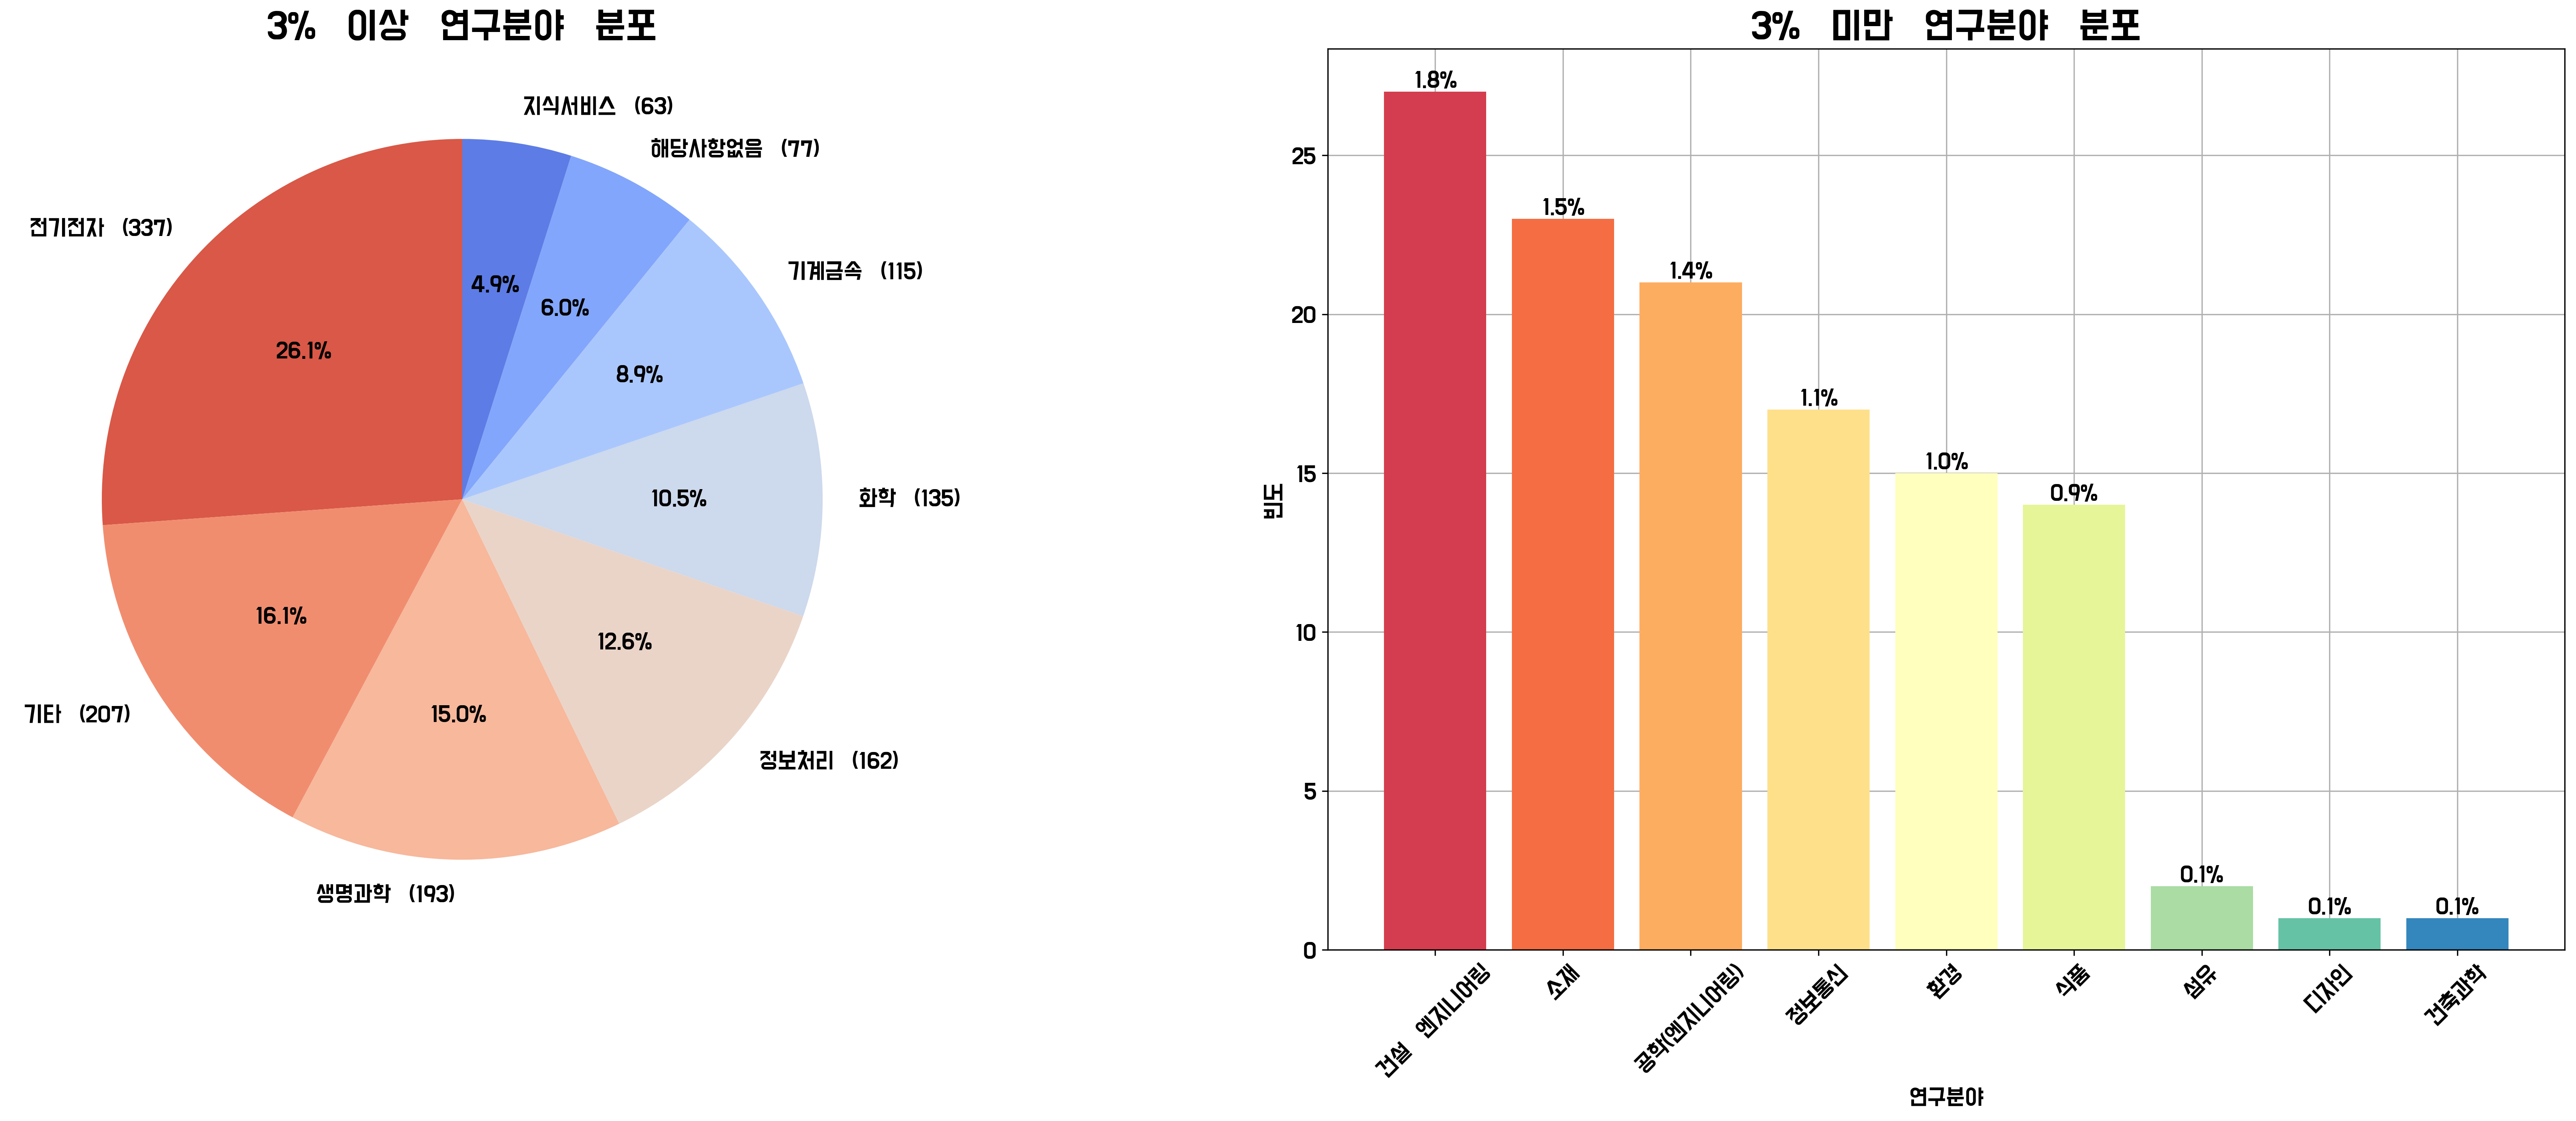 3% 이상 연구분야 분포
지식서비스 (63)
해당사항없음 (77)
전기전자 (337)
기계금속 (115)
4.9%
6.0%
26.1%
8.9%
화학 (135)
10.5%
16.1%
12.6%
기타 (207)
15.0%
정보처리 (162)
생명과학 (193)
3% 미만 연구분야 분포
1.8%
1.5%
1.4%
1.1%
1.0%
0.9%
0.1%
0.1%
0.1%
25
20
15
10
5
0
빈도
건설 엔지니어링
소재
공학(엔지니어링)
정보통신
환경
식품
섬유
디자인
건축과학
연구분야